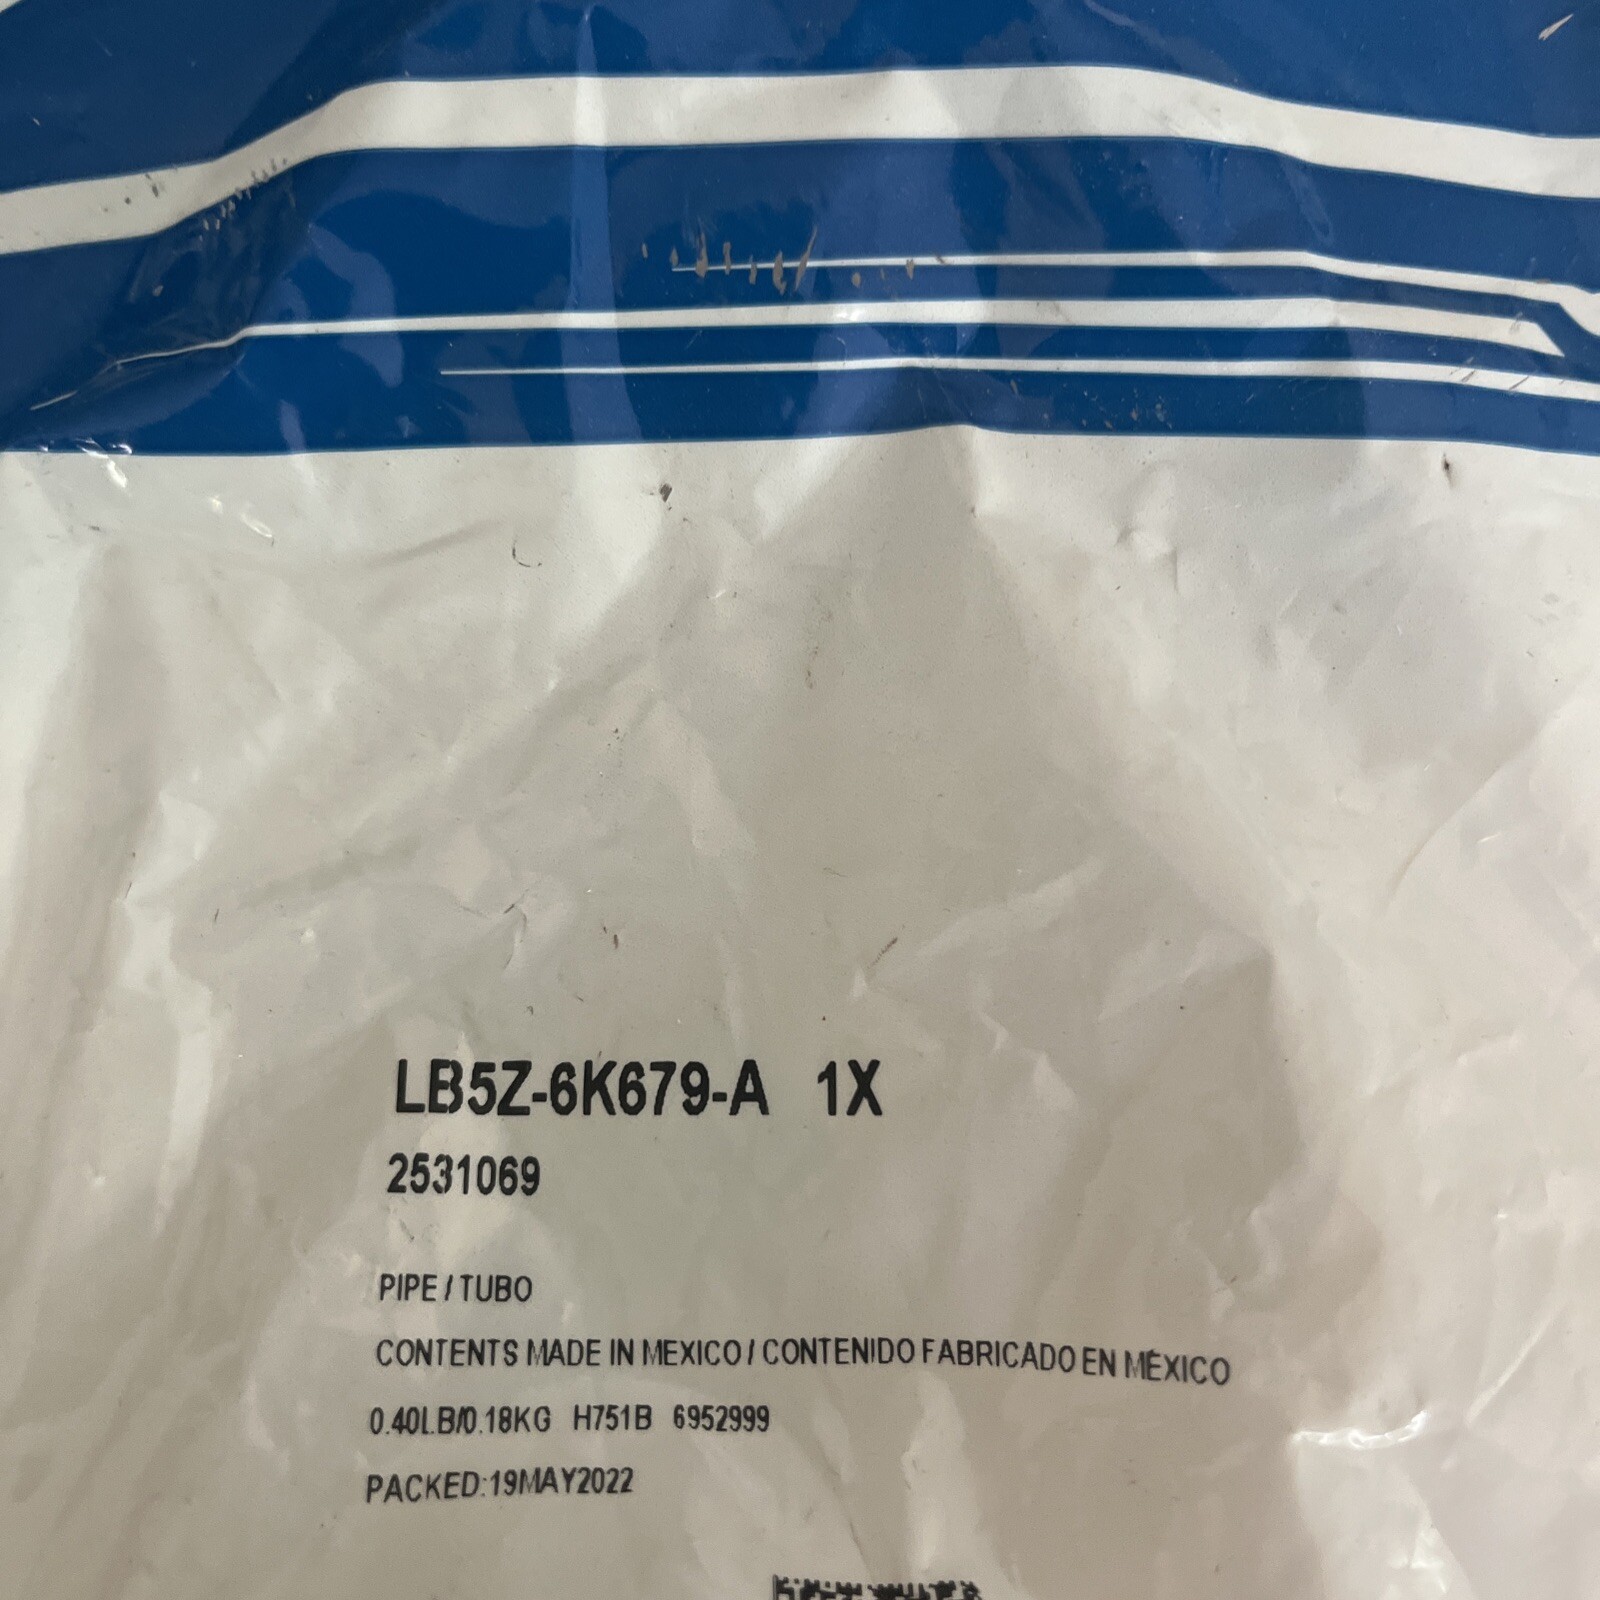 LB5Z-6K679-A 1X
2531069
PIPE / TUBO
CONTENTS MADE IN MEXICO / CONTENIDO FABRICADO EN MÉXICO
0.40LB/0.18KG H751B 6952999
PACKED:19MAY2022